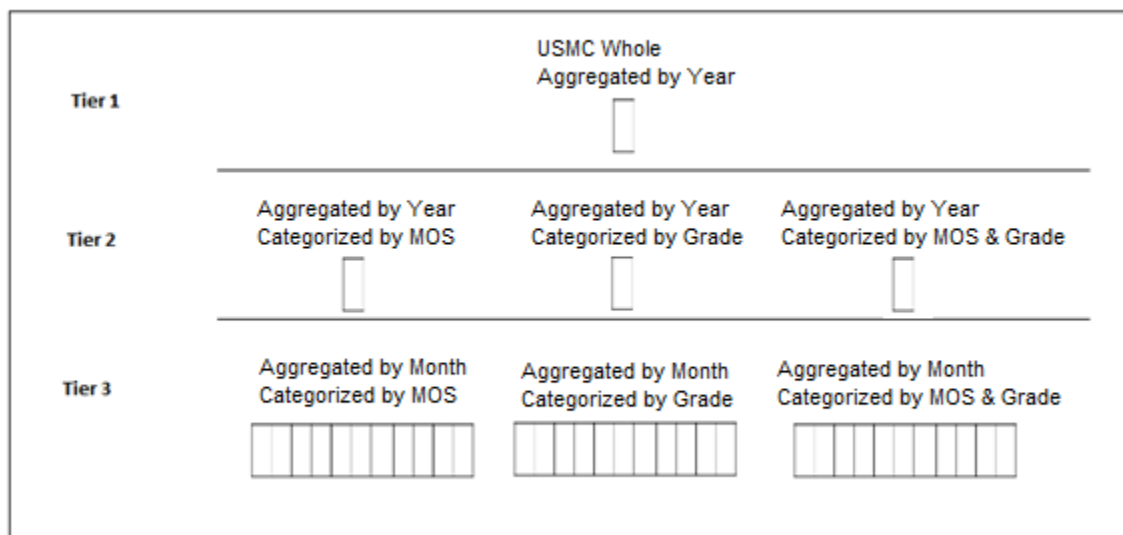 USMC Whole
Aggregated by Year
Tier 1
Aggregated by Year
Categorized by MOS
Aggregated by Year
Categorized by Grade
Aggregated by Year
Categorized by MOS & Grade
Tier 2
Aggregated by Month
Categorized by MOS
Aggregated by Month
Categorized by Grade
Aggregated by Month
Categorized by MOS & Grade
Tier 3